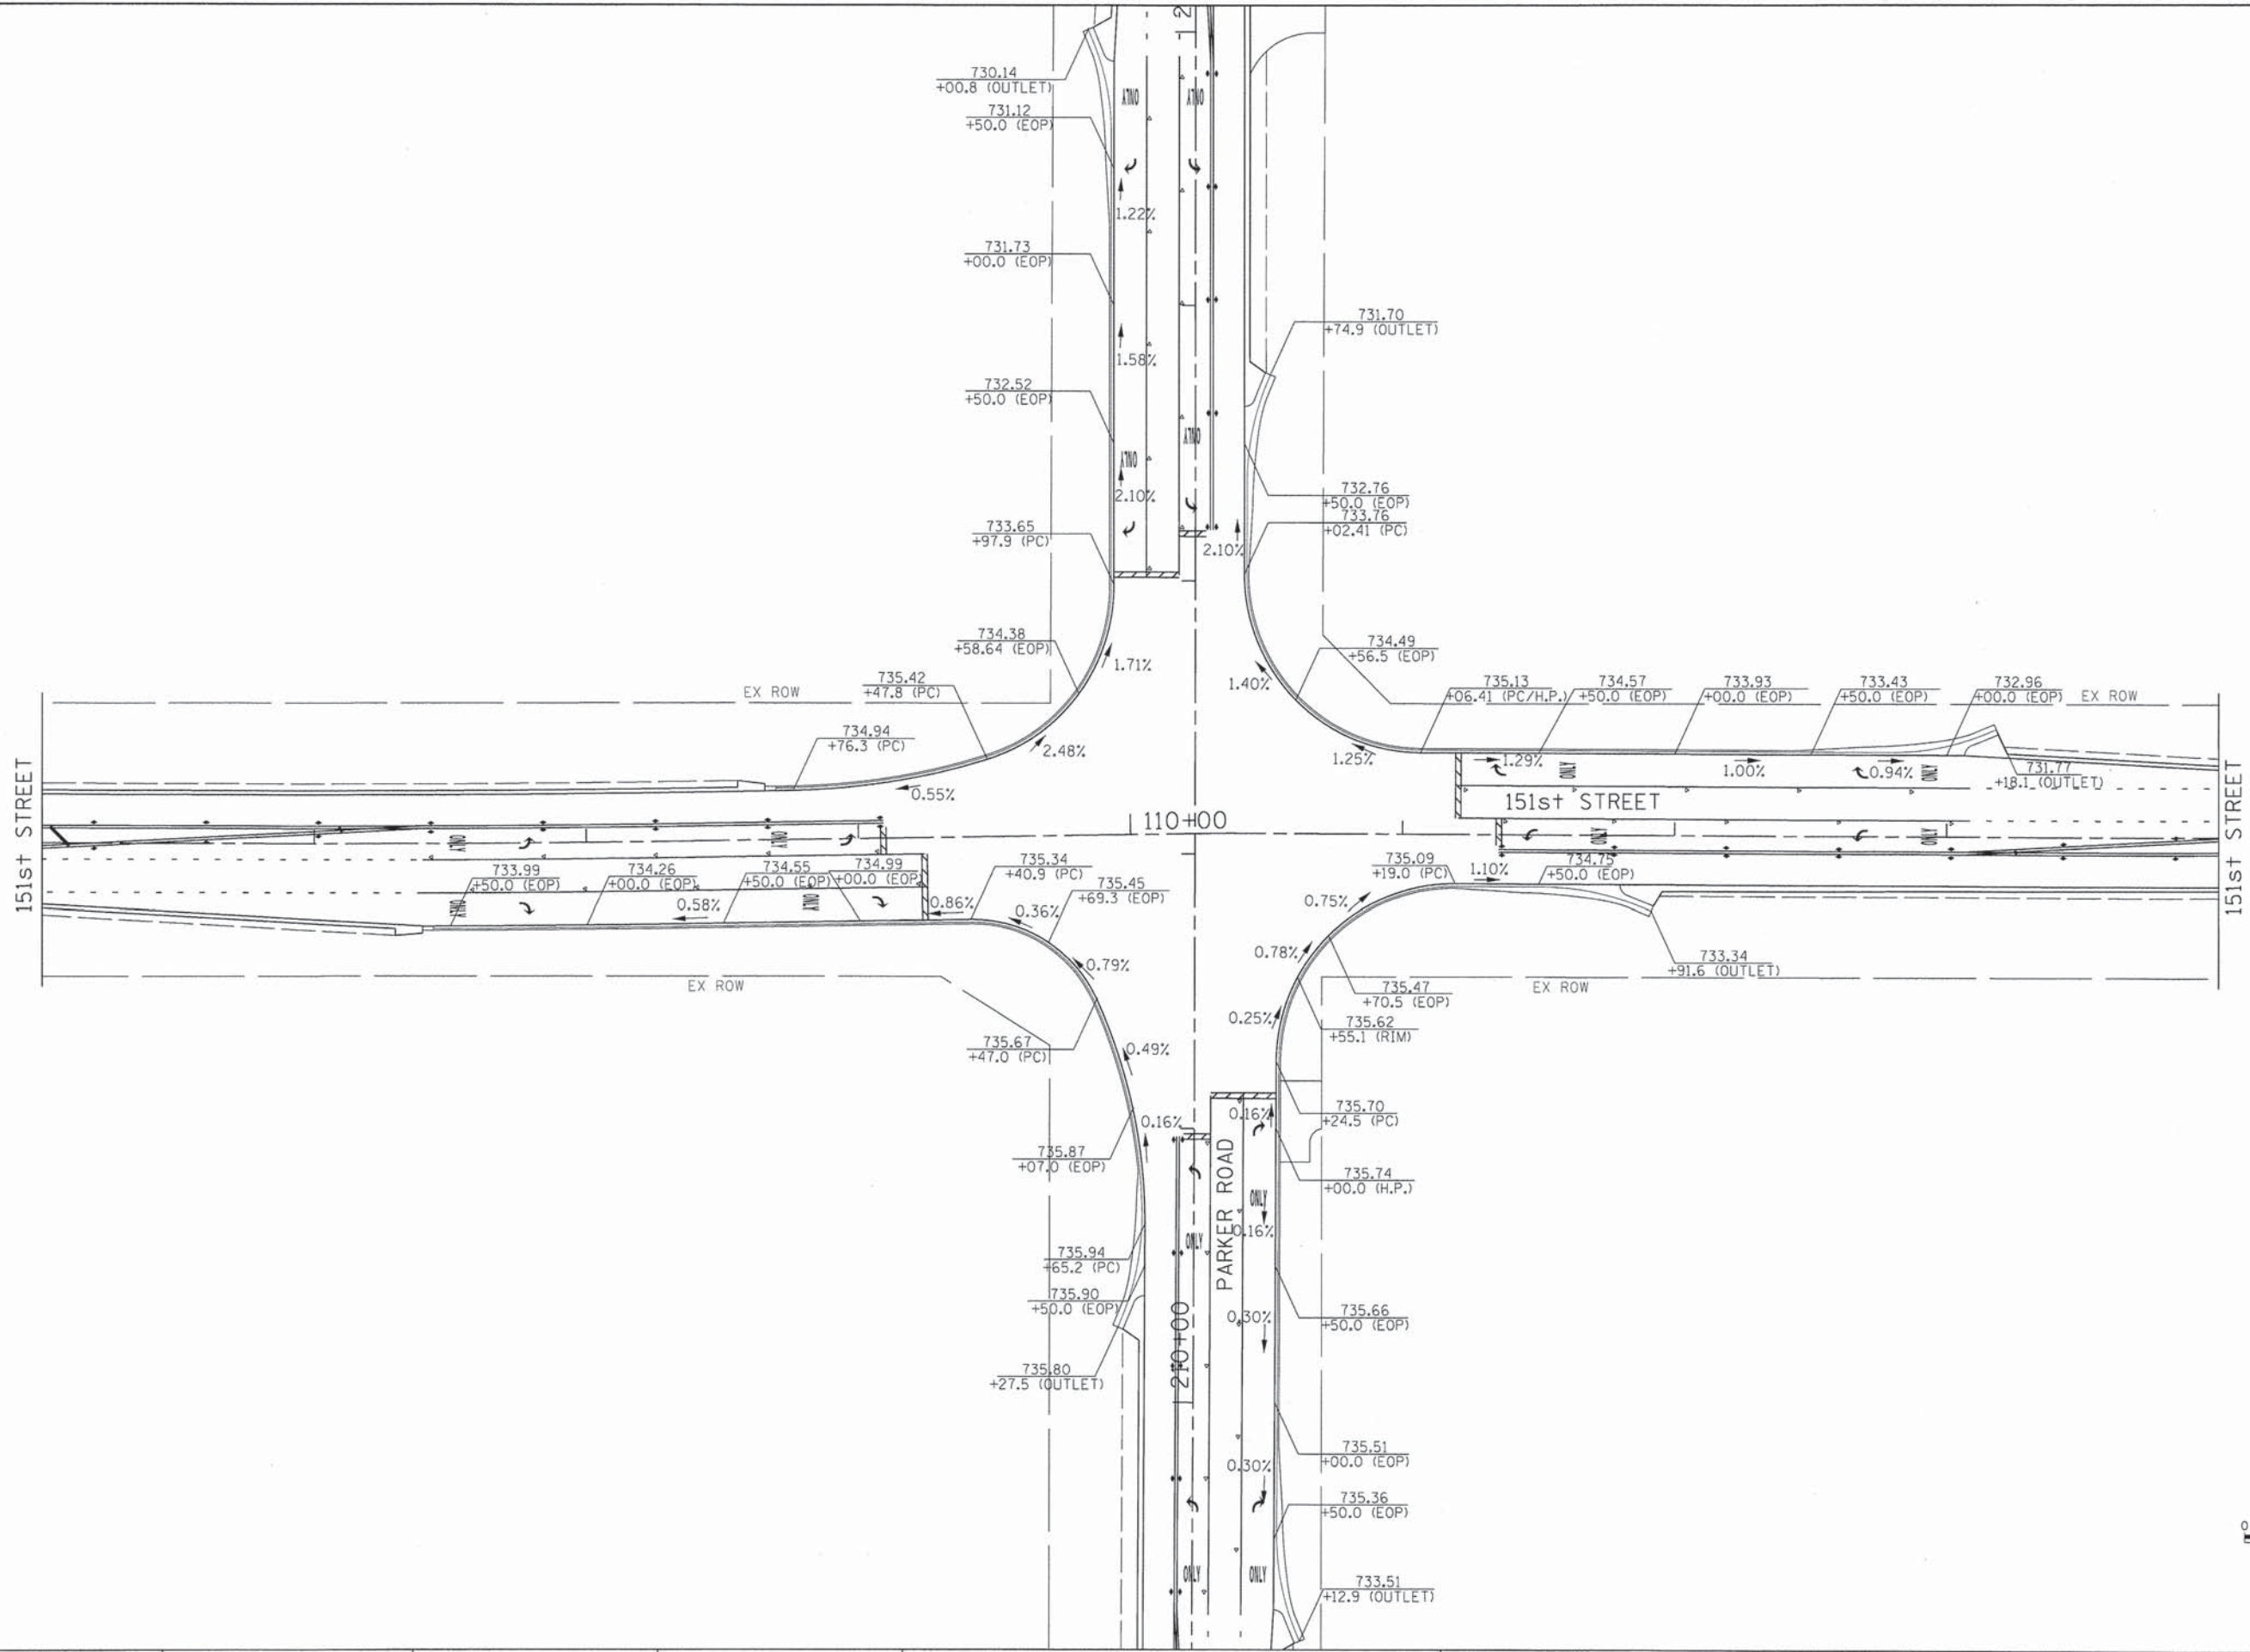 730.14
+00.8 (OUTLET)
731.12
+50.0 (EOP)
ONLY
ONLY
1.22%
731.73
+00.0 (EOP)
1.58%
731.70
+74.9 (OUTLET)
732.52
+50.0 (EOP)
ONLY
ONLY
2.10%
732.76
+50.0 (EOP)
733.76
+02.41 (PC)
733.65
+97.9 (PC)
2.10%
734.38
+58.64 (EOP)
1.71%
734.49
+56.5 (EOP)
1.40%
EX ROW
735.42
+47.8 (PC)
735.13
+06.41 (PC/H.P.)
734.57
+50.0 (EOP)
733.93
+00.0 (EOP)
733.43
+50.0 (EOP)
732.96
+00.0 (EOP)
EX ROW
734.94
+76.3 (PC)
2.48%
1.25%
1.29%
ONLY
1.00%
0.94%
ONLY
731.77
+18.1 (OUTLET)
0.55%
151st STREET
151st STREET
151st STREET
110+00
ONLY
ONLY
ONLY
ONLY
733.99
+50.0 (EOP)
734.26
+00.0 (EOP)
734.55
+50.0 (EOP)
734.99
+00.0 (EOP)
735.34
+40.9 (PC)
735.45
+69.3 (EOP)
735.09
+19.0 (PC)
1.10%
734.75
+50.0 (EOP)
ONLY
0.58%
ONLY
0.86%
0.36%
0.75%
0.79%
0.78%
733.34
+91.6 (OUTLET)
EX ROW
EX ROW
735.47
+70.5 (EOP)
0.25%
735.62
+55.1 (RIM)
735.67
+47.0 (PC)
0.49%
0.16%
0.16%
735.70
+24.5 (PC)
735.87
+07.0 (EOP)
735.74
+00.0 (H.P.)
PARKER ROAD
ONLY
0.16%
ONLY
735.94
+65.2 (PC)
735.90
+50.0 (EOP)
0.30%
735.66
+50.0 (EOP)
210+00
735.80
+27.5 (OUTLET)
735.51
+00.0 (EOP)
0.30%
735.36
+50.0 (EOP)
ONLY
ONLY
733.51
+12.9 (OUTLET)
0